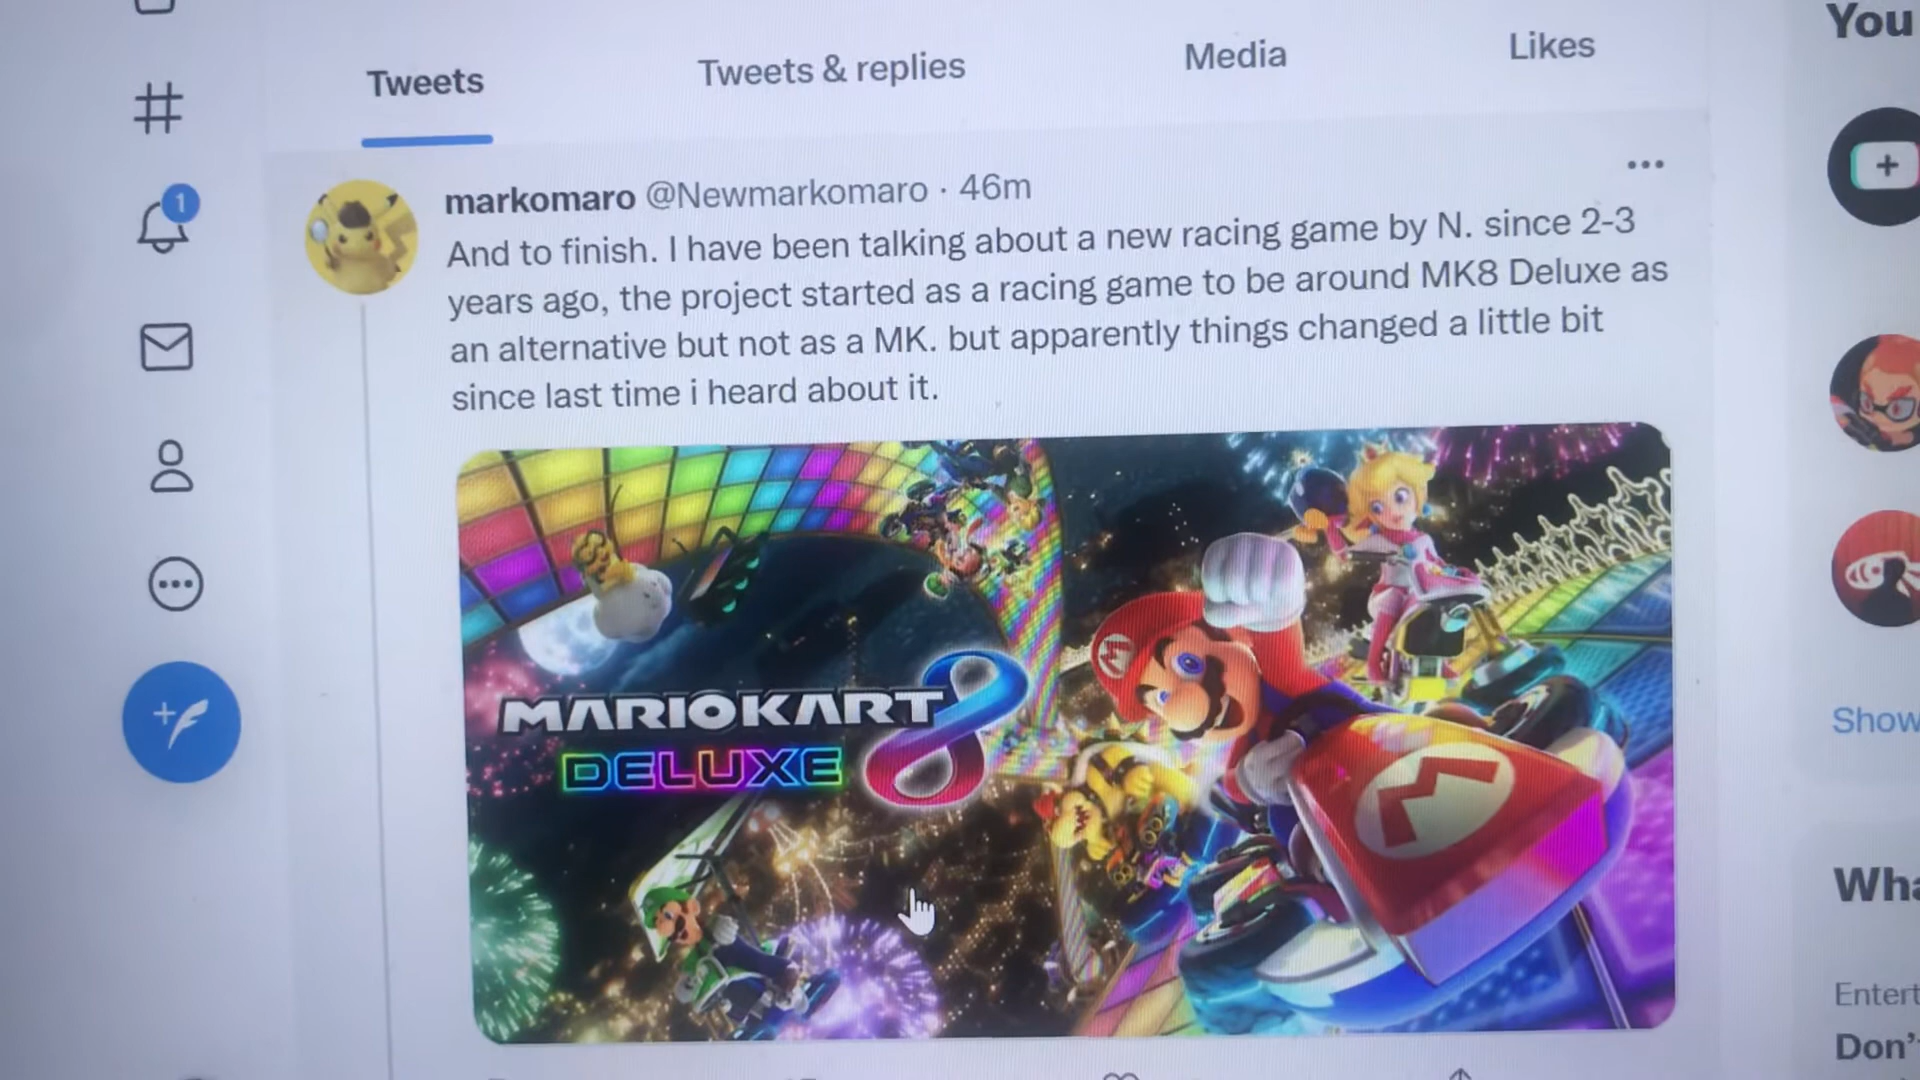 You
Tweets
Tweets & replies
Media
Likes
1
markomaro @Newmarkomaro · 46m
And to finish. I have been talking about a new racing game by N. since 2-3
years ago, the project started as a racing game to be around MK8 Deluxe as
an alternative but not as a MK. but apparently things changed a little bit
since last time i heard about it.
MARIOKART 8
DELUXE
M
M
Show
Wha
Entert
Don'